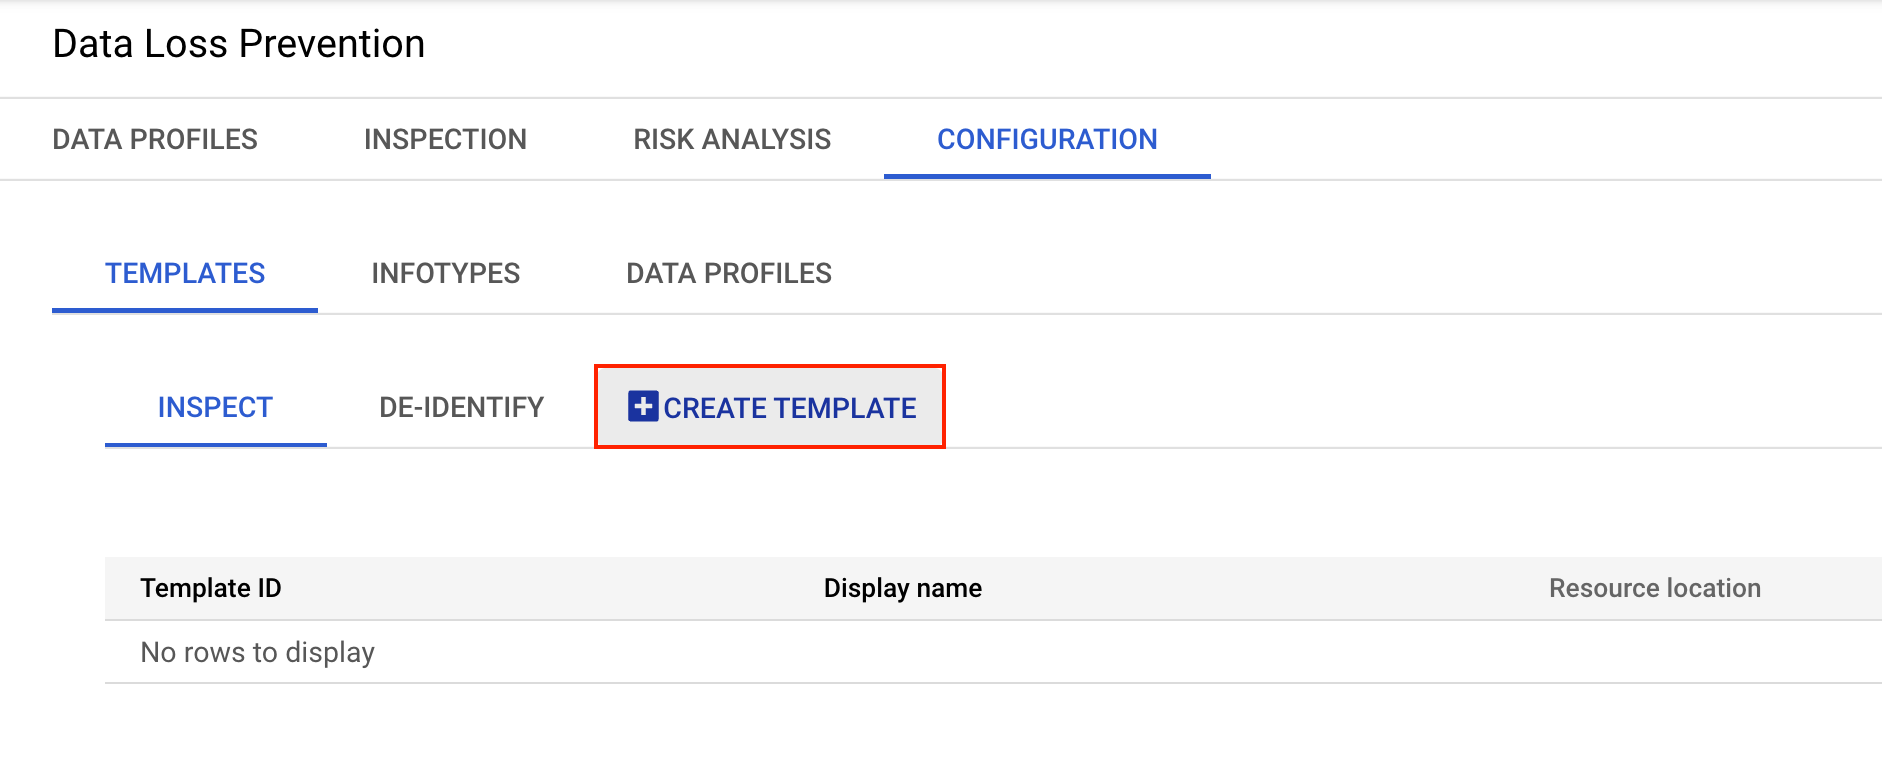 Data Loss Prevention
DATA PROFILES INSPECTION RISK ANALYSIS CONFIGURATION
TEMPLATES INFOTYPES DATA PROFILES
INSPECT DE-IDENTIFY CREATE TEMPLATE
Template ID Display name Resource location
No rows to display